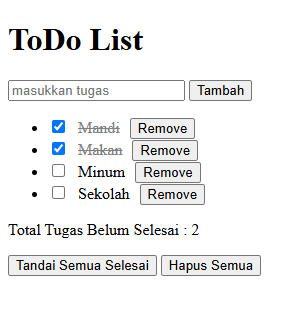 ToDo List
masukkan tugas Tambah
Mandi Remove
Makan Remove
Minum Remove
Sekolah Remove
Total Tugas Belum Selesai : 2
Tandai Semua Selesai Hapus Semua